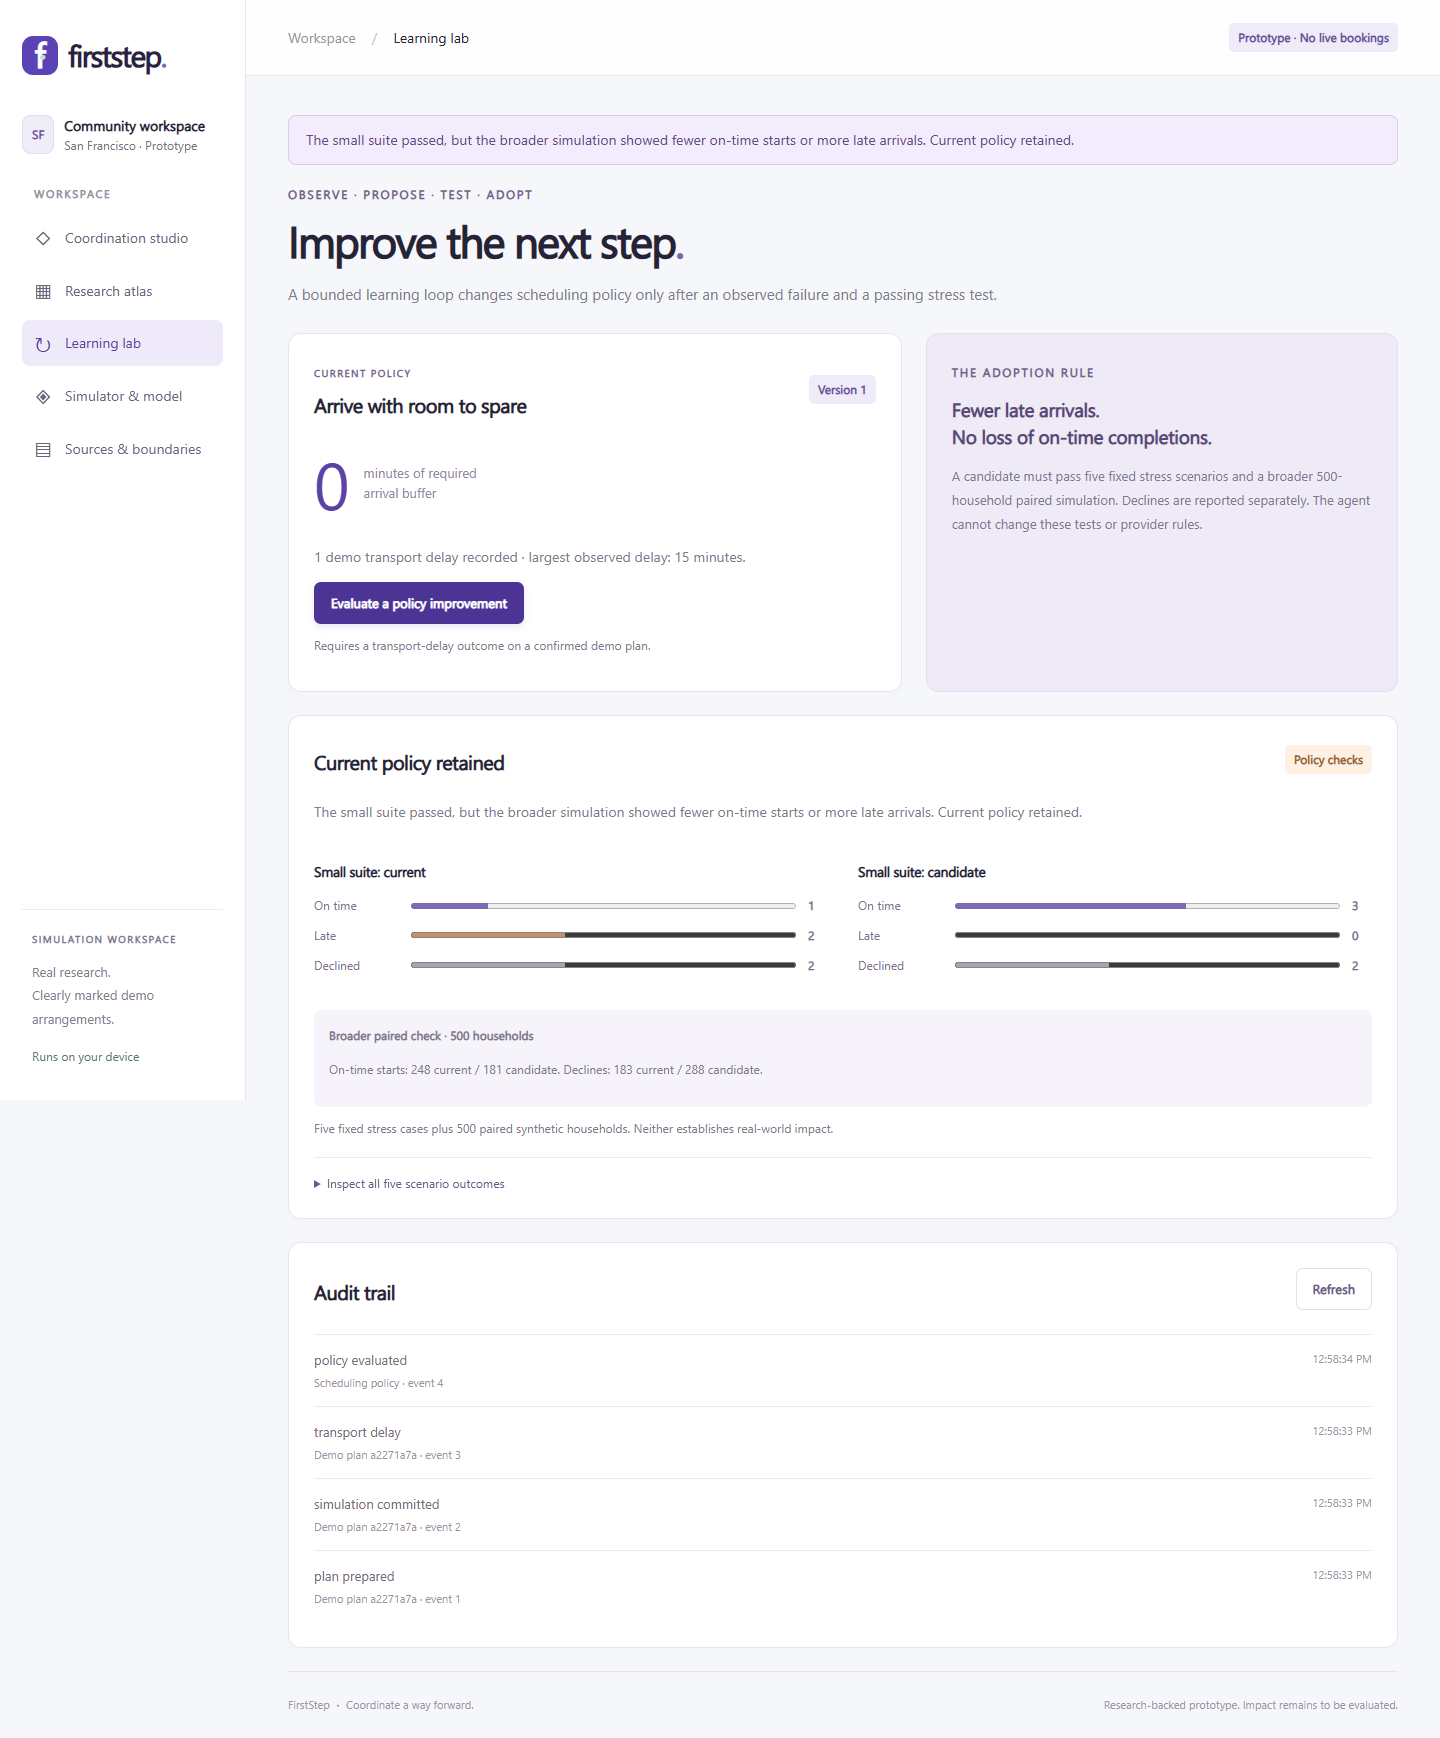 firststep.
SF
Community workspace
San Francisco · Prototype
WORKSPACE
Coordination studio
Research atlas
Learning lab
Simulator & model
Sources & boundaries
SIMULATION WORKSPACE
Real research.
Clearly marked demo
arrangements.
Runs on your device
Workspace / Learning lab
Prototype · No live bookings
The small suite passed, but the broader simulation showed fewer on-time starts or more late arrivals. Current policy retained.
OBSERVE · PROPOSE · TEST · ADOPT
Improve the next step.
A bounded learning loop changes scheduling policy only after an observed failure and a passing stress test.
CURRENT POLICY
Arrive with room to spare
Version 1
0
minutes of required
arrival buffer
1 demo transport delay recorded · largest observed delay: 15 minutes.
Evaluate a policy improvement
Requires a transport-delay outcome on a confirmed demo plan.
THE ADOPTION RULE
Fewer late arrivals.
No loss of on-time completions.
A candidate must pass five fixed stress scenarios and a broader 500-
household paired simulation. Declines are reported separately. The agent
cannot change these tests or provider rules.
Current policy retained
Policy checks
The small suite passed, but the broader simulation showed fewer on-time starts or more late arrivals. Current policy retained.
Small suite: current
On time 1
Late 2
Declined 2
Small suite: candidate
On time 3
Late 0
Declined 2
Broader paired check · 500 households
On-time starts: 248 current / 181 candidate. Declines: 183 current / 288 candidate.
Five fixed stress cases plus 500 paired synthetic households. Neither establishes real-world impact.
Inspect all five scenario outcomes
Audit trail
Refresh
policy evaluated
12:58:34 PM
Scheduling policy · event 4
transport delay
12:58:33 PM
Demo plan a2271a7a · event 3
simulation committed
12:58:33 PM
Demo plan a2271a7a · event 2
plan prepared
12:58:33 PM
Demo plan a2271a7a · event 1
FirstStep · Coordinate a way forward.
Research-backed prototype. Impact remains to be evaluated.